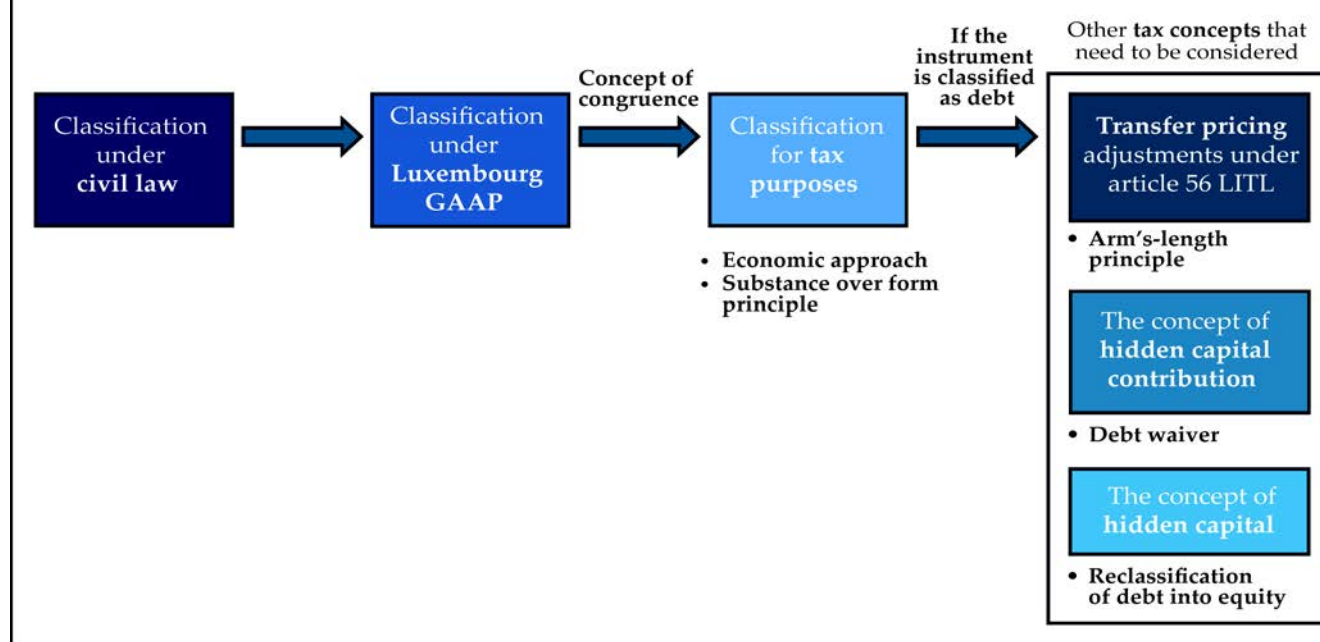 Classification
under
civil law
Classification
under
Luxembourg
GAAP
Concept of
congruence
Classification
for tax
purposes
• Economic approach
• Substance over form
principle
If the
instrument
is classified
as debt
Other tax concepts that
need to be considered
Transfer pricing
adjustments under
article 56 LITL
• Arm's-length
principle
The concept of
hidden capital
contribution
• Debt waiver
The concept of
hidden capital
• Reclassification
of debt into equity